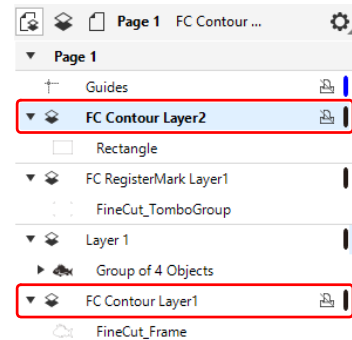 Page 1 FC Contour ...
Page 1
Guides
FC Contour Layer2
Rectangle
FC RegisterMark Layer1
FineCut_TomboGroup
Layer 1
Group of 4 Objects
FC Contour Layer1
FineCut_Frame